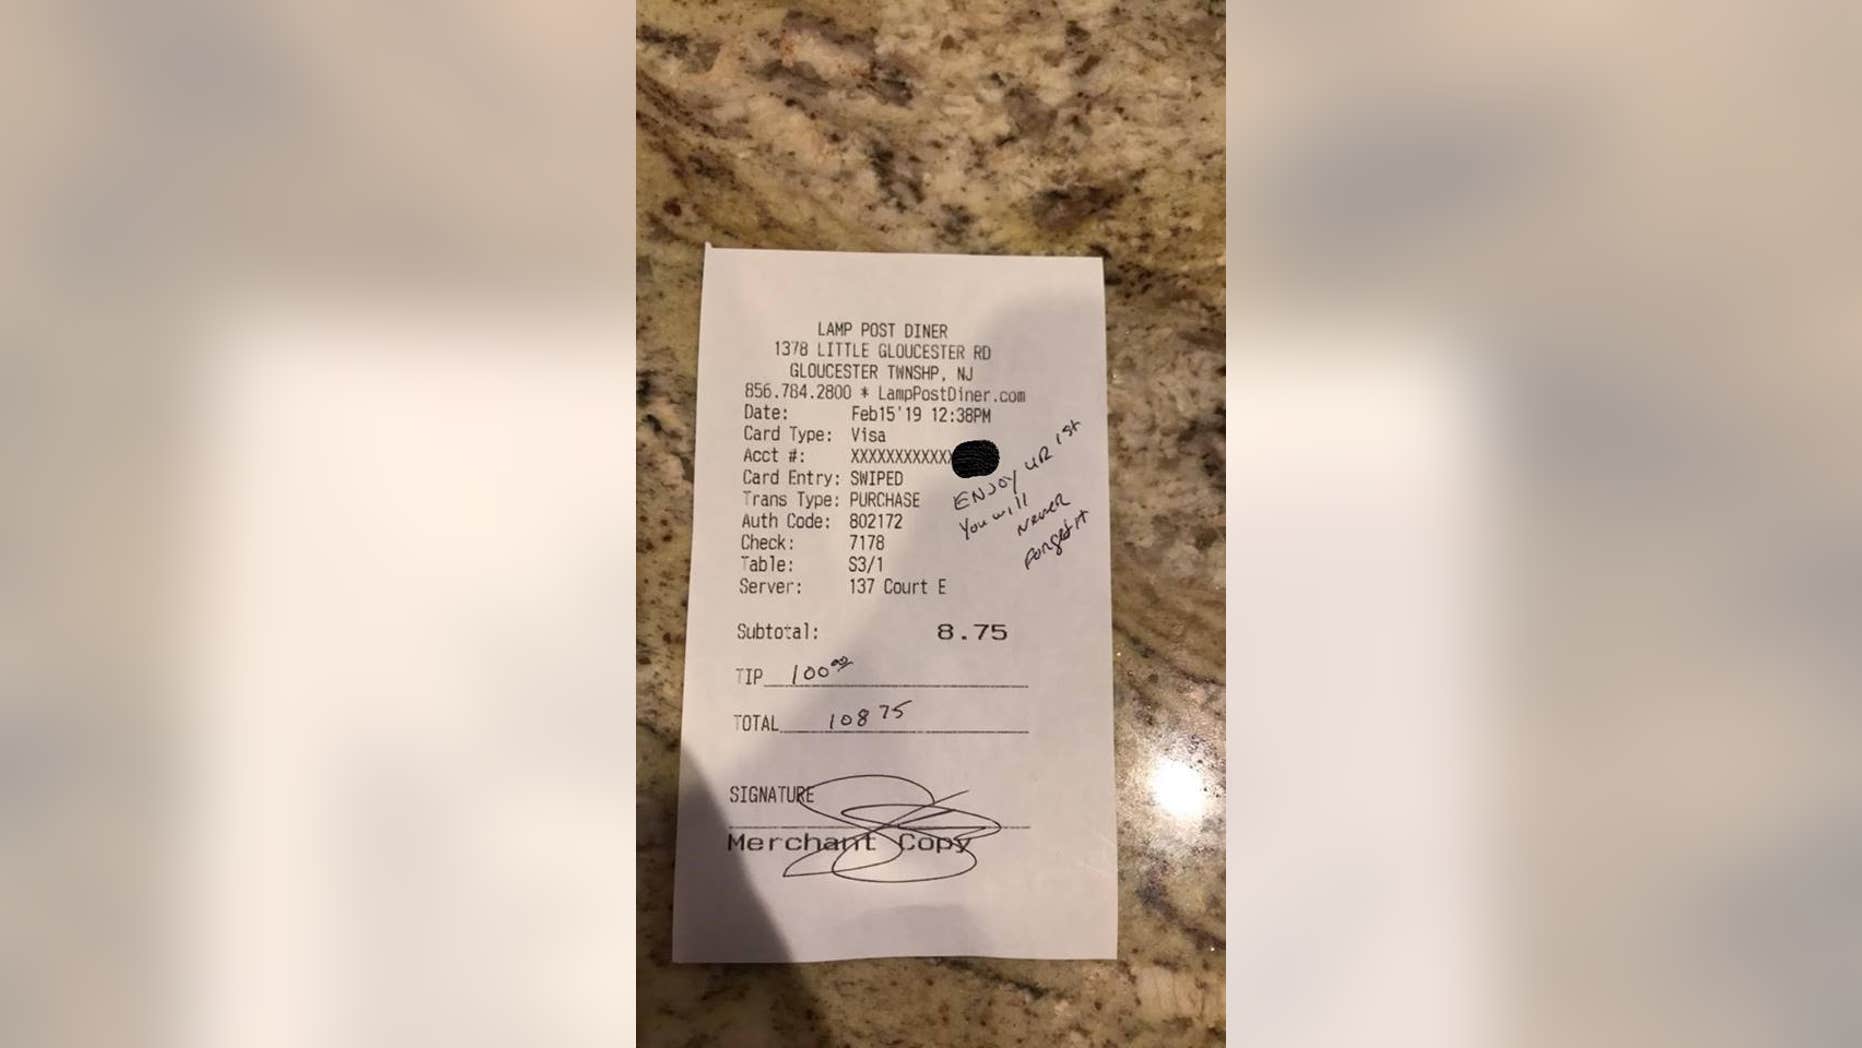 LAMP POST DINER
1378 LITTLE GLOUCESTER RD
GLOUCESTER TWNSHP, NJ
856.784.2800 * LampPostDiner.com
Date: Feb15'19 12:38PM
Card Type: Visa
Acct #: XXXXXXXXXXXX
Card Entry: SWIPED
Trans Type: PURCHASE
Auth Code: 802172
Check: 7178
Table: S3/1
Server: 137 Court E
ENJOY UR 1st
You will
Never
Forget it
Subtotal: 8.75
TIP 100 00
TOTAL 108 75
SIGNATURE
Merchant Copy